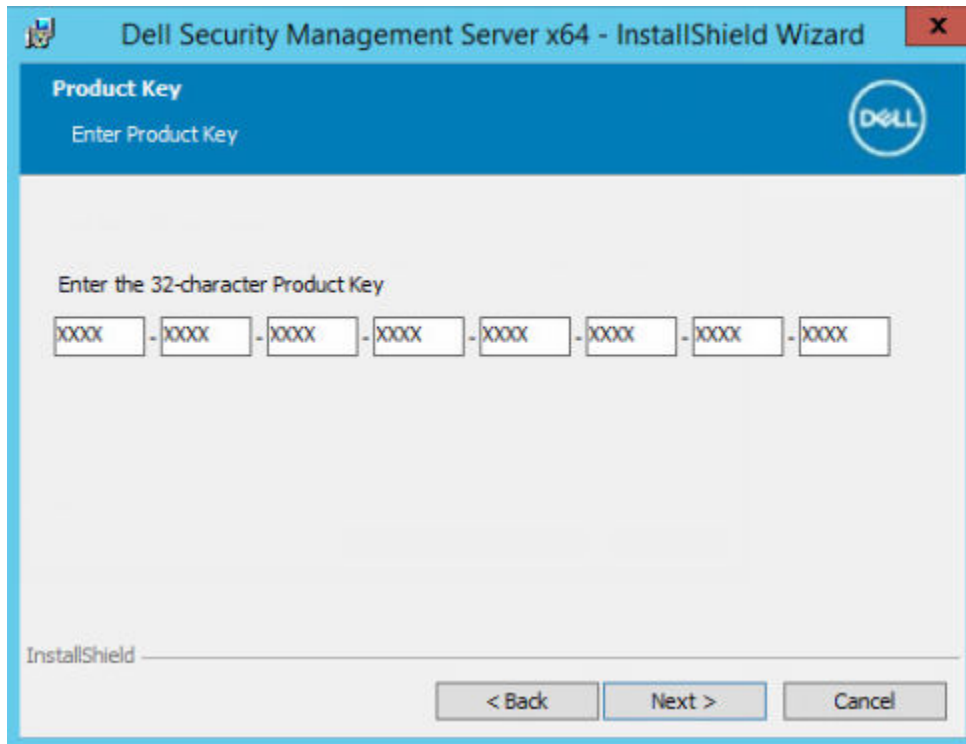 Dell Security Management Server x64 - InstallShield Wizard
x
Product Key
Enter Product Key
DELL
Enter the 32-character Product Key
XXXX - XXXX - XXXX - XXXX - XXXX - XXXX - XXXX - XXXX
InstallShield
< Back Next > Cancel